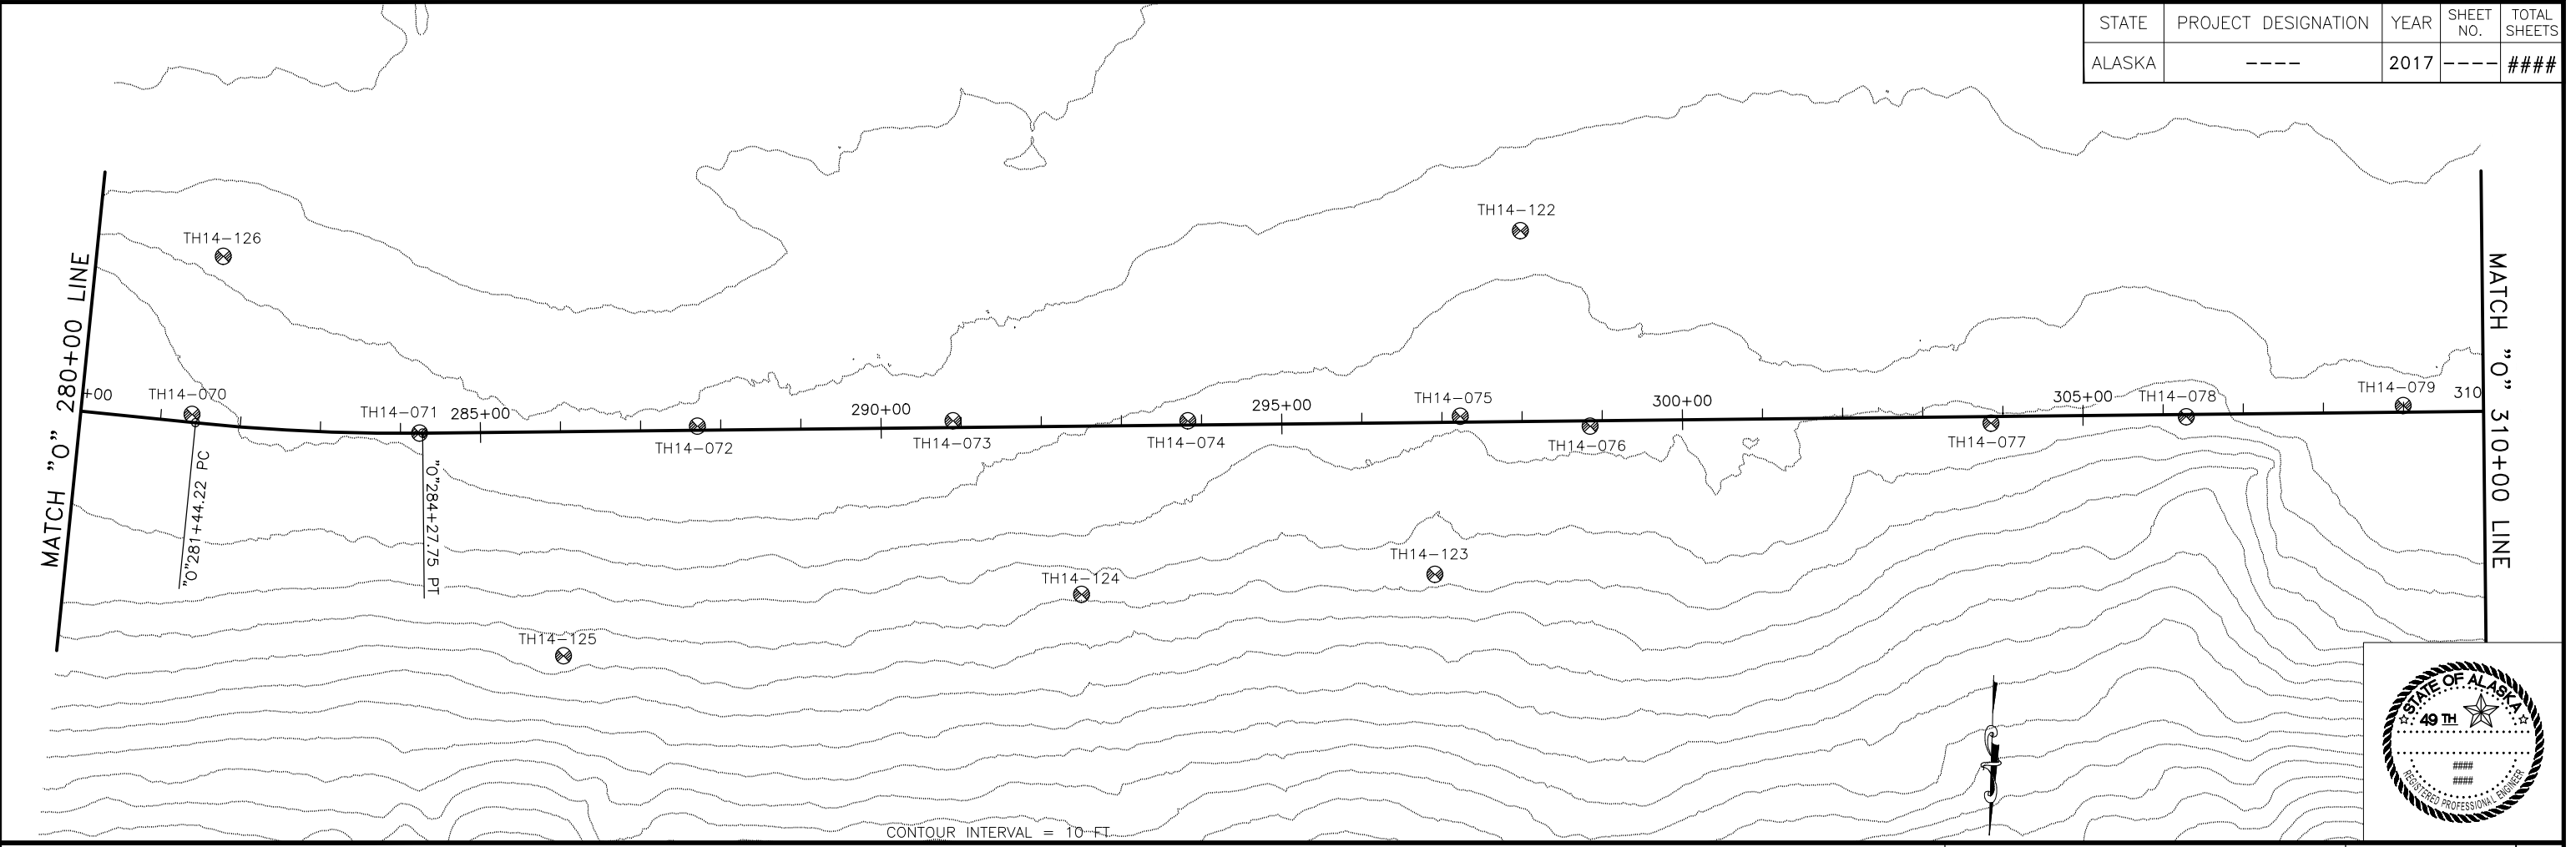 STATE PROJECT DESIGNATION YEAR SHEET NO. TOTAL SHEETS
ALASKA ---- 2017 ---- ####
TH14-122
TH14-126
MATCH "O" 280+00 LINE
MATCH "O" 310+00 LINE
+00
TH14-070
TH14-071
285+00
TH14-072
290+00
TH14-073
TH14-074
295+00
TH14-075
TH14-076
300+00
TH14-077
305+00
TH14-078
TH14-079
310
"O"281+44.22 PC
"O"284+27.75 PT
TH14-123
TH14-124
TH14-125
CONTOUR INTERVAL = 10 FT
STATE OF ALASKA
49 TH
####
####
REGISTERED PROFESSIONAL ENGINEER